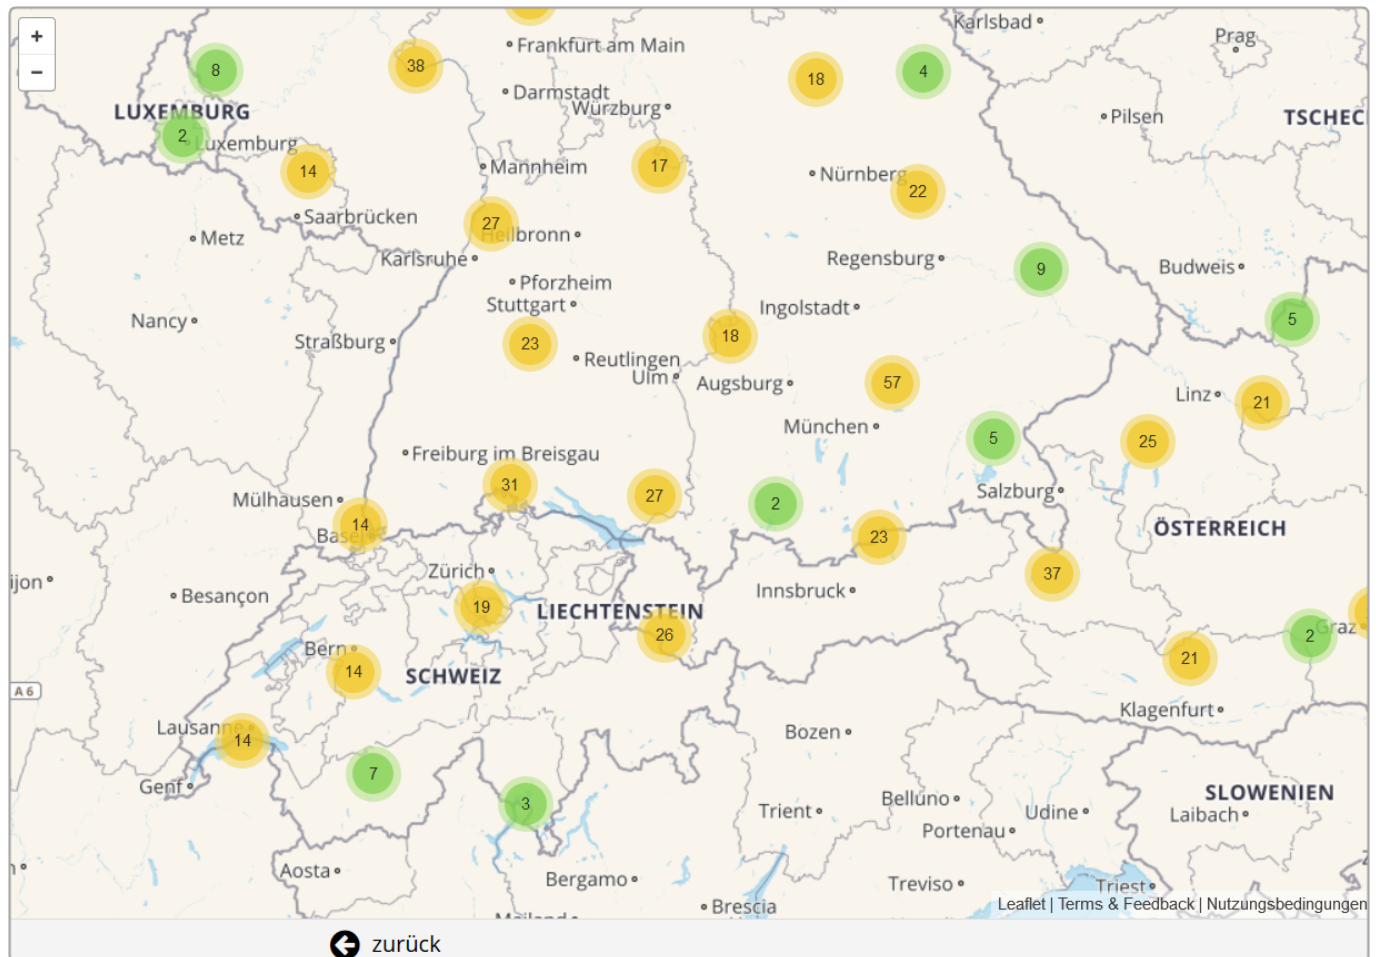 +
−
Karlsbad
Prag
Frankfurt am Main
38
8
18
4
Darmstadt
Würzburg
LUXEMBURG
Pilsen
TSCHEC
2
Luxemburg
14
Mannheim
17
Nürnberg
22
Saarbrücken
27
Heilbronn
Metz
Karlsruhe
Regensburg
9
Budweis
Pforzheim
Stuttgart
Ingolstadt
5
Nancy
Straßburg
23
18
Reutlingen
Ulm
Augsburg
57
Linz
21
München
5
25
Freiburg im Breisgau
31
27
2
Salzburg
Mülhausen
14
Basel
23
ÖSTERREICH
Zürich
37
ijon
Besançon
19
LIECHTENSTEIN
Innsbruck
26
2
Graz
Bern
14
SCHWEIZ
21
A 6
Klagenfurt
Lausanne
14
Bozen
7
Genf
3
Trient
Belluno
Udine
SLOWENIEN
Laibach
Portenau
Aosta
Bergamo
Treviso
Triest
Brescia
Leaflet | Terms & Feedback | Nutzungsbedingungen
zurück